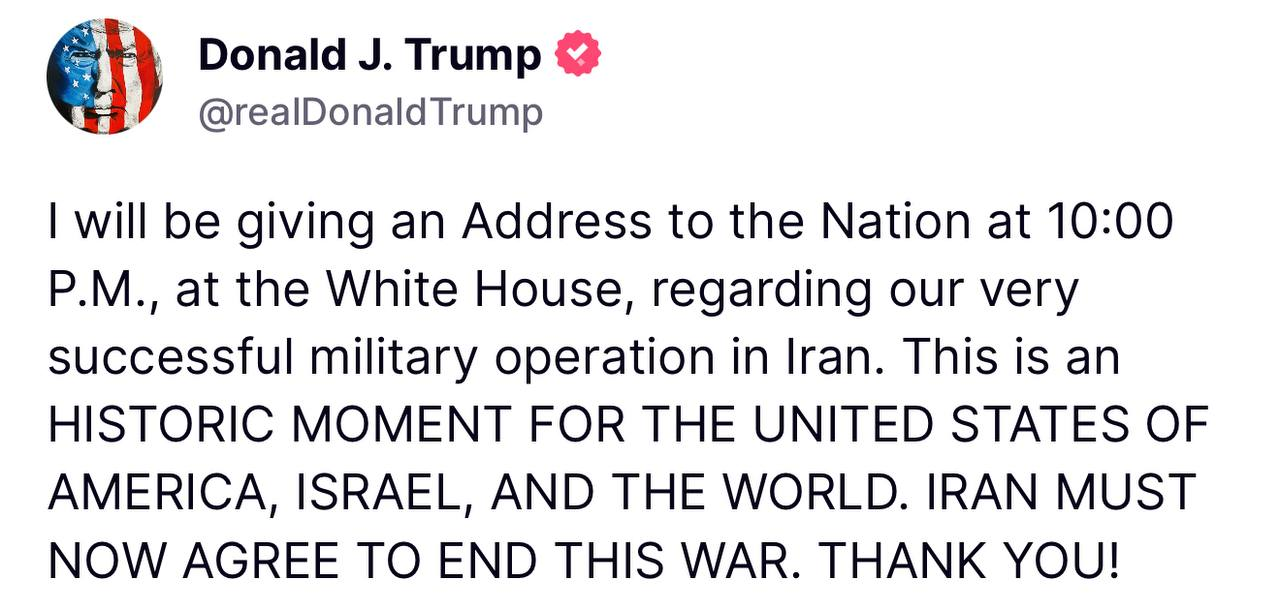 Donald J. Trump
@realDonaldTrump
I will be giving an Address to the Nation at 10:00
P.M., at the White House, regarding our very
successful military operation in Iran. This is an
HISTORIC MOMENT FOR THE UNITED STATES OF
AMERICA, ISRAEL, AND THE WORLD. IRAN MUST
NOW AGREE TO END THIS WAR. THANK YOU!